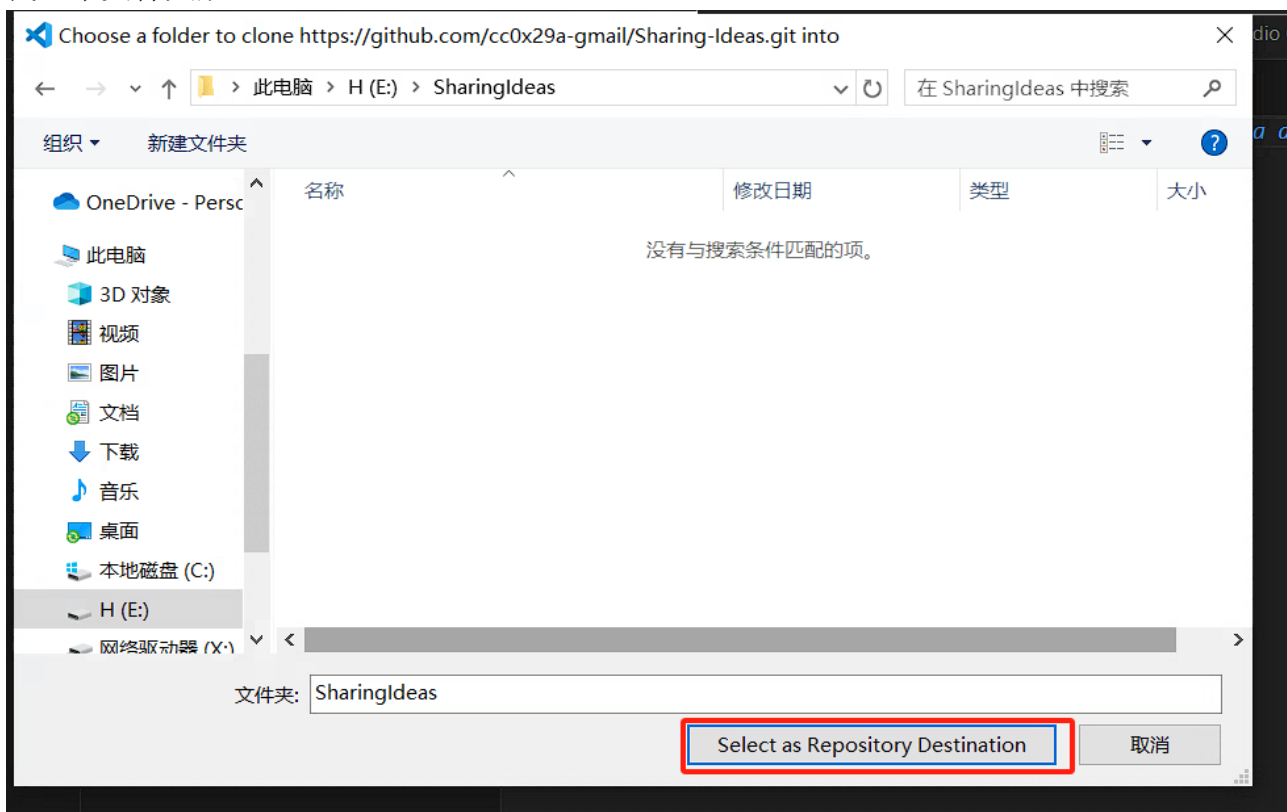 Choose a folder to clone https://github.com/cc0x29a-gmail/Sharing-Ideas.git into
dio
此电脑 > H (E:) > SharingIdeas
在 SharingIdeas 中搜索
组织
新建文件夹
a
名称
修改日期
类型
大小
没有与搜索条件匹配的项。
OneDrive - Persc
此电脑
3D 对象
视频
图片
文档
下载
音乐
桌面
本地磁盘 (C:)
H (E:)
网络驱动器 (X:)
文件夹: SharingIdeas
Select as Repository Destination
取消